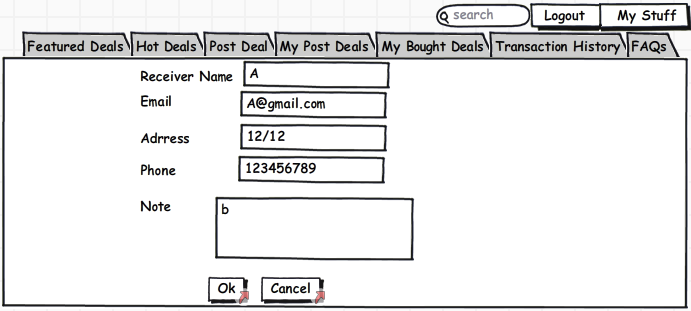 search Logout My Stuff
Featured Deals Hot Deals Post Deal My Post Deals My Bought Deals Transaction History FAQs
Receiver Name A
Email A@gmail.com
Adrress 12/12
Phone 123456789
Note b
Ok Cancel